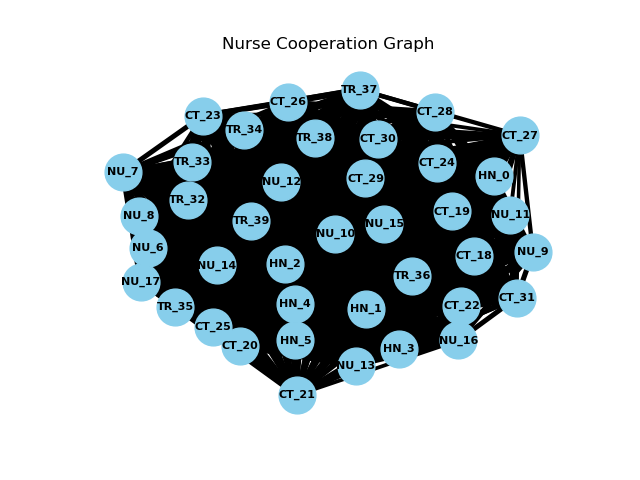 Nurse Cooperation Graph
TR_37
CT_26
CT_28
CT_23
TR_34
CT_27
TR_38
CT_30
TR_33
CT_24
NU_7
HN_0
CT_29
NU_12
TR_32
CT_19
NU_11
NU_8
TR_39
NU_15
NU_10
NU_6
NU_9
CT_18
HN_2
NU_14
TR_36
NU_17
CT_31
HN_4
CT_22
TR_35
HN_1
CT_25
HN_5
NU_16
CT_20
HN_3
NU_13
CT_21